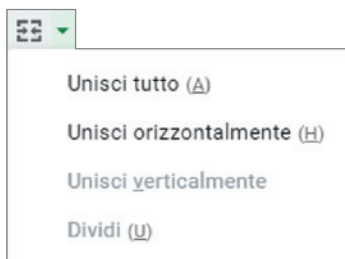 Unisci tutto (A)
Unisci orizzontalmente (H)
Unisci verticalmente
Dividi (U)